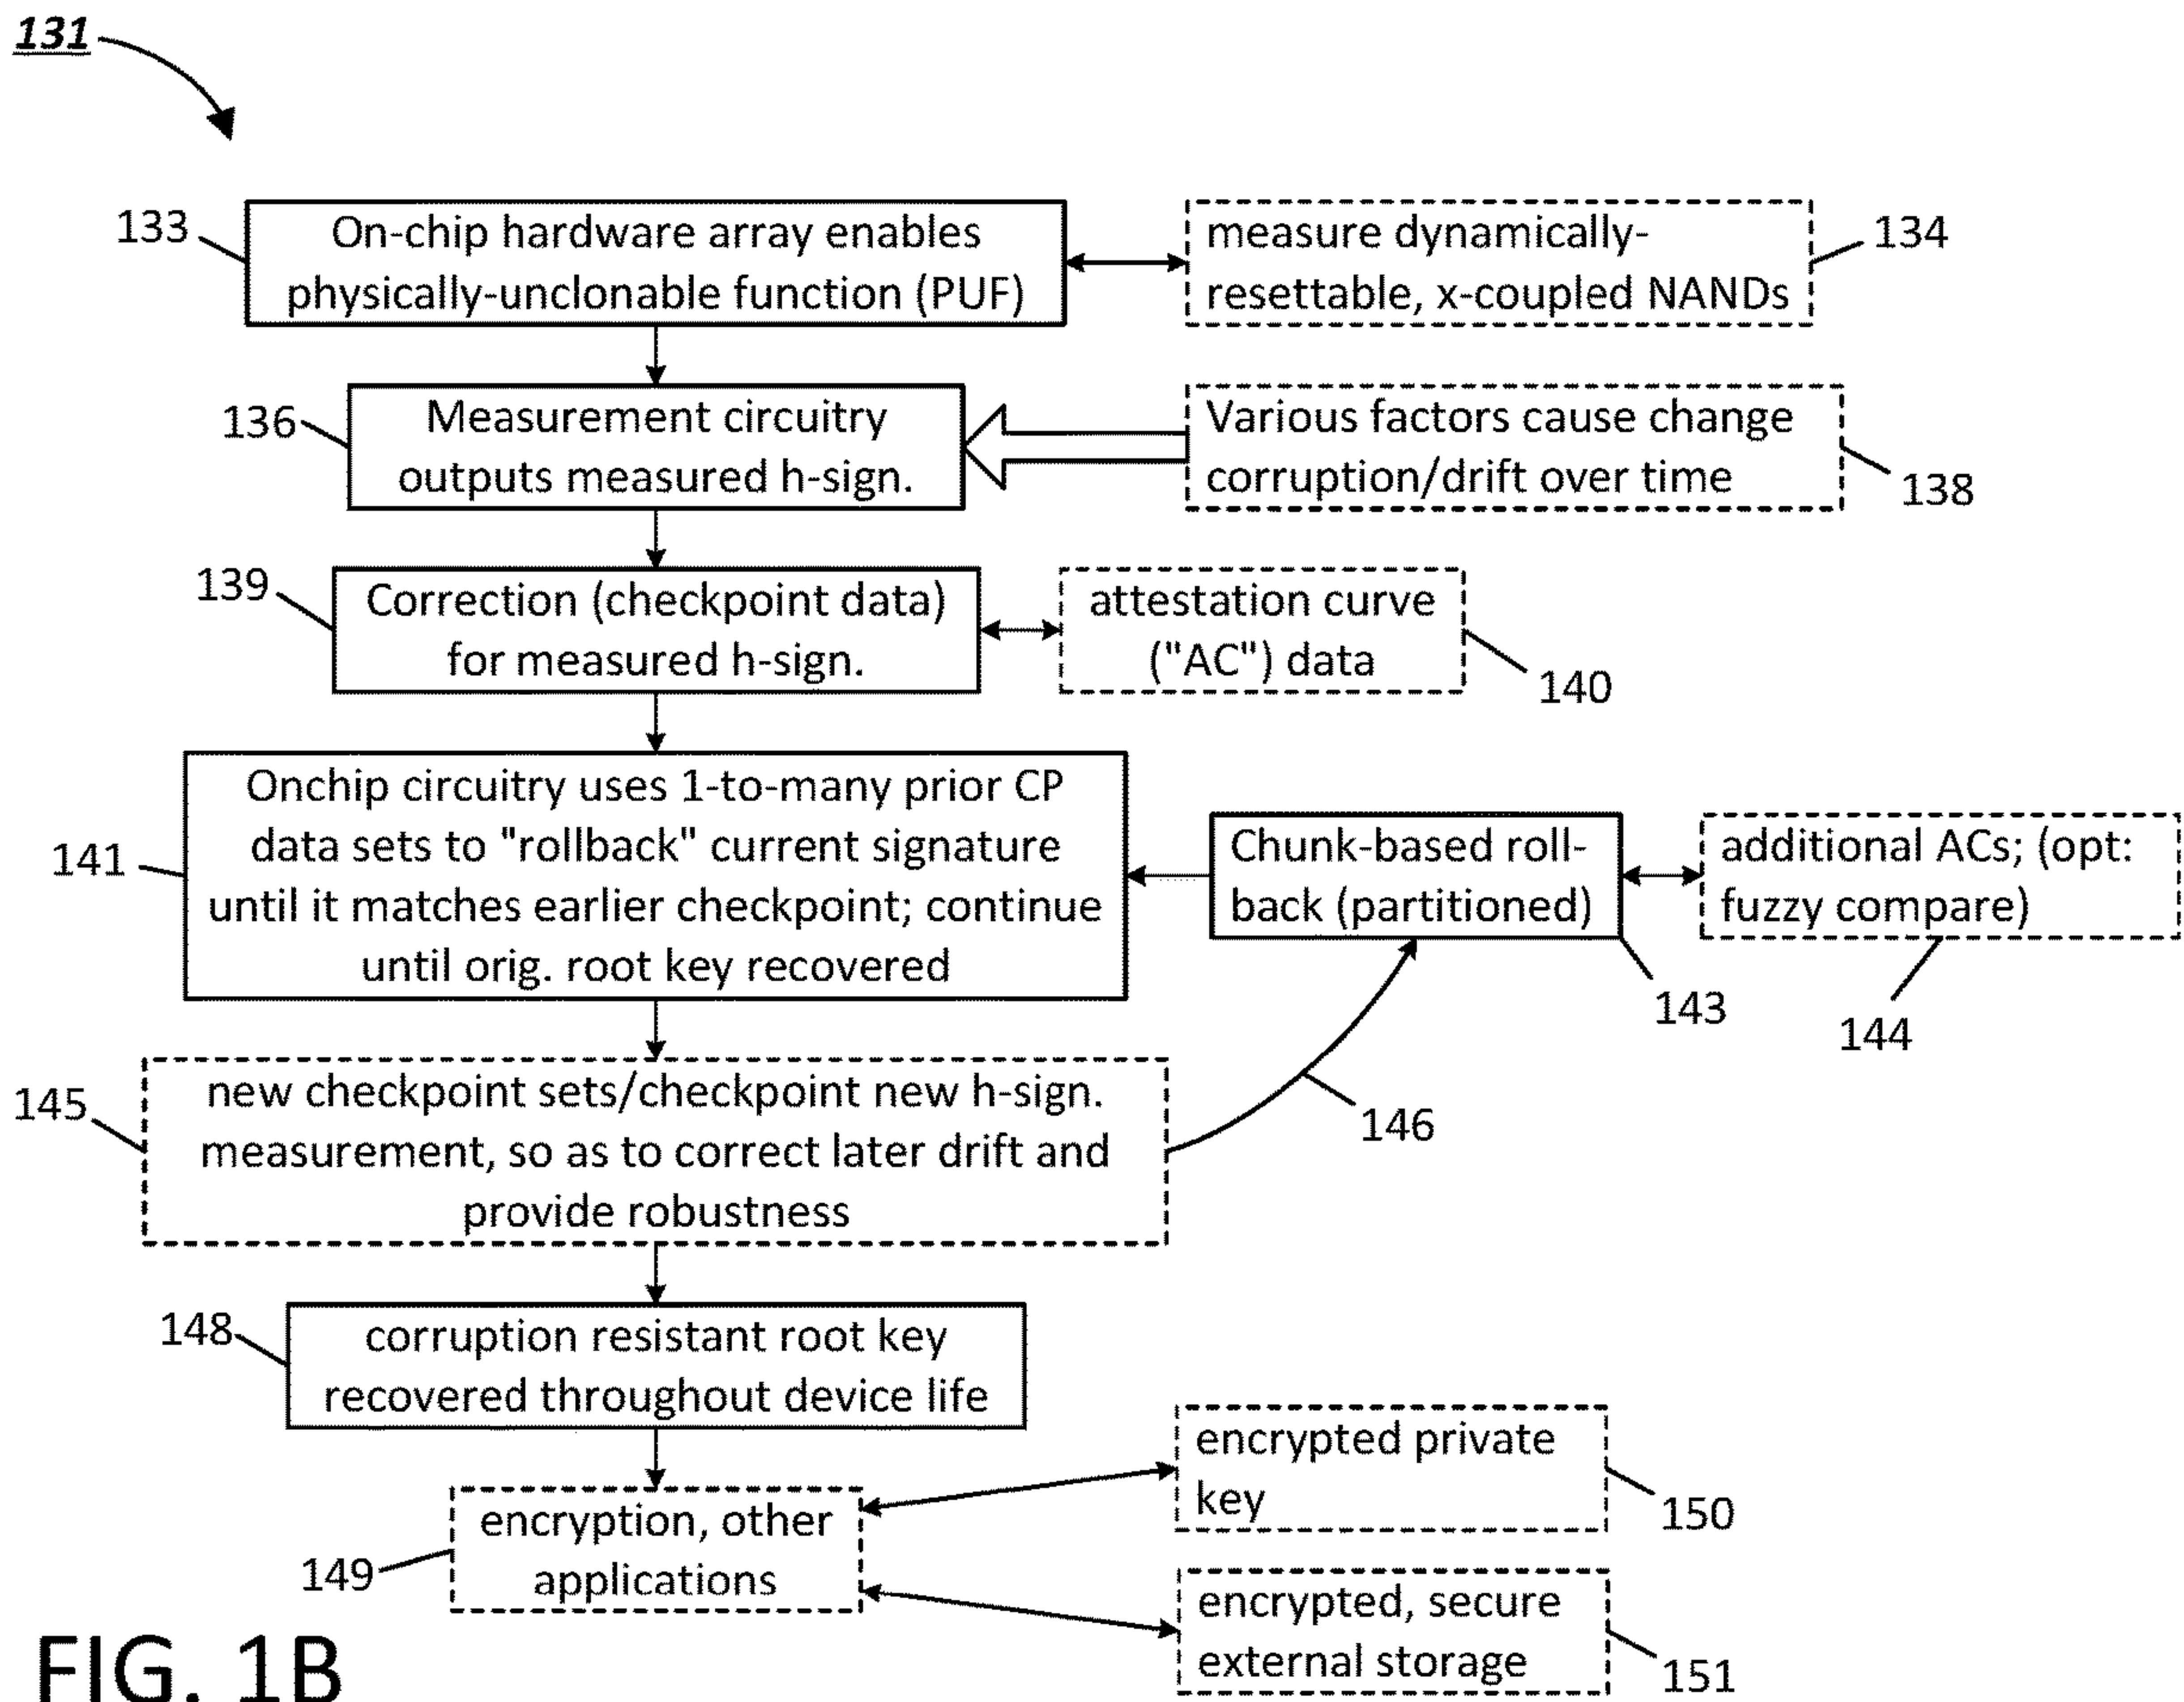 131
133
On-chip hardware array enables
physically-unclonable function (PUF)
measure dynamically-
resettable, x-coupled NANDs
134
136
Measurement circuitry
outputs measured h-sign.
Various factors cause change
corruption/drift over time
138
139
Correction (checkpoint data)
for measured h-sign.
attestation curve
("AC") data
140
141
Onchip circuitry uses 1-to-many prior CP
data sets to "rollback" current signature
until it matches earlier checkpoint; continue
until orig. root key recovered
Chunk-based roll-
back (partitioned)
143
additional ACs; (opt:
fuzzy compare)
144
145
new checkpoint sets/checkpoint new h-sign.
measurement, so as to correct later drift and
provide robustness
146
148
corruption resistant root key
recovered throughout device life
149
encryption, other
applications
encrypted private
key
150
encrypted, secure
external storage
151
FIG. 1B